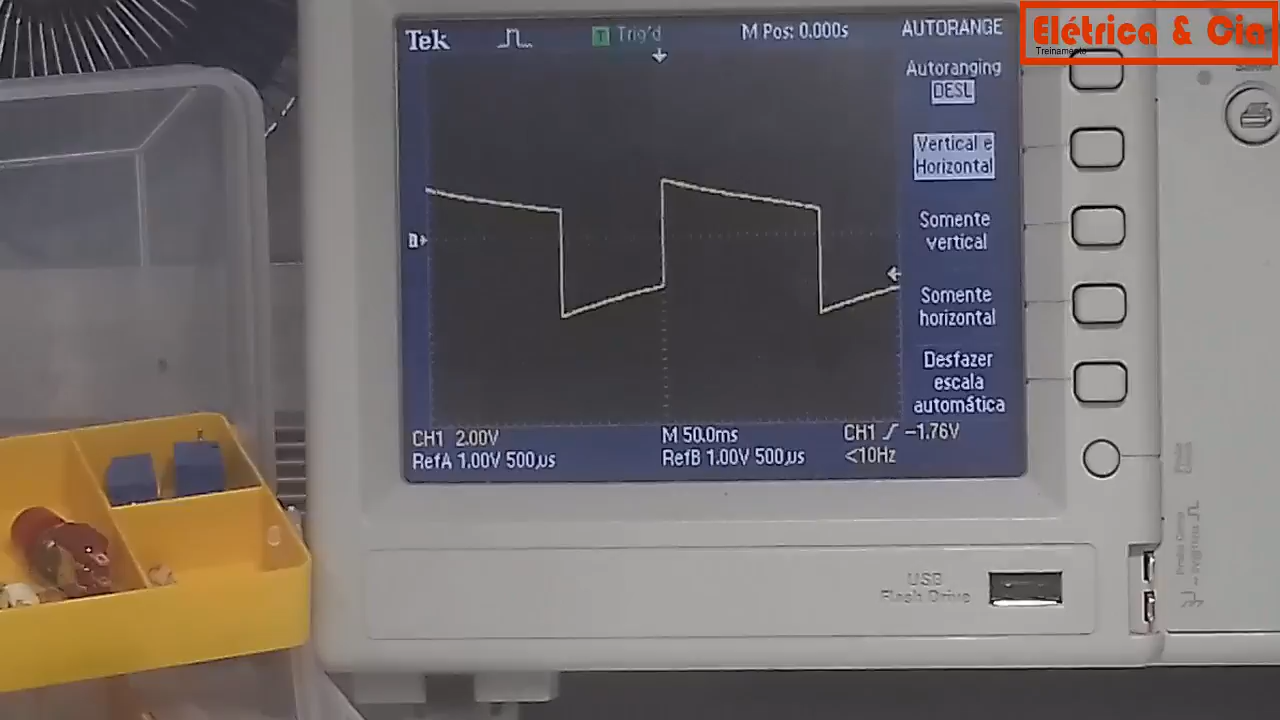 Elétrica & Cia
Treinamento
Tek
T Trig'd
M Pos: 0.000s
AUTORANGE
Autoranging
DESL
Vertical e
Horizontal
Somente
vertical
Somente
horizontal
Desfazer
escala
automática
1
CH1 2.00V
M 50.0ms
CH1 -1.76V
RefA 1.00V 500µs
RefB 1.00V 500µs
<10Hz
USB
Flash Drive